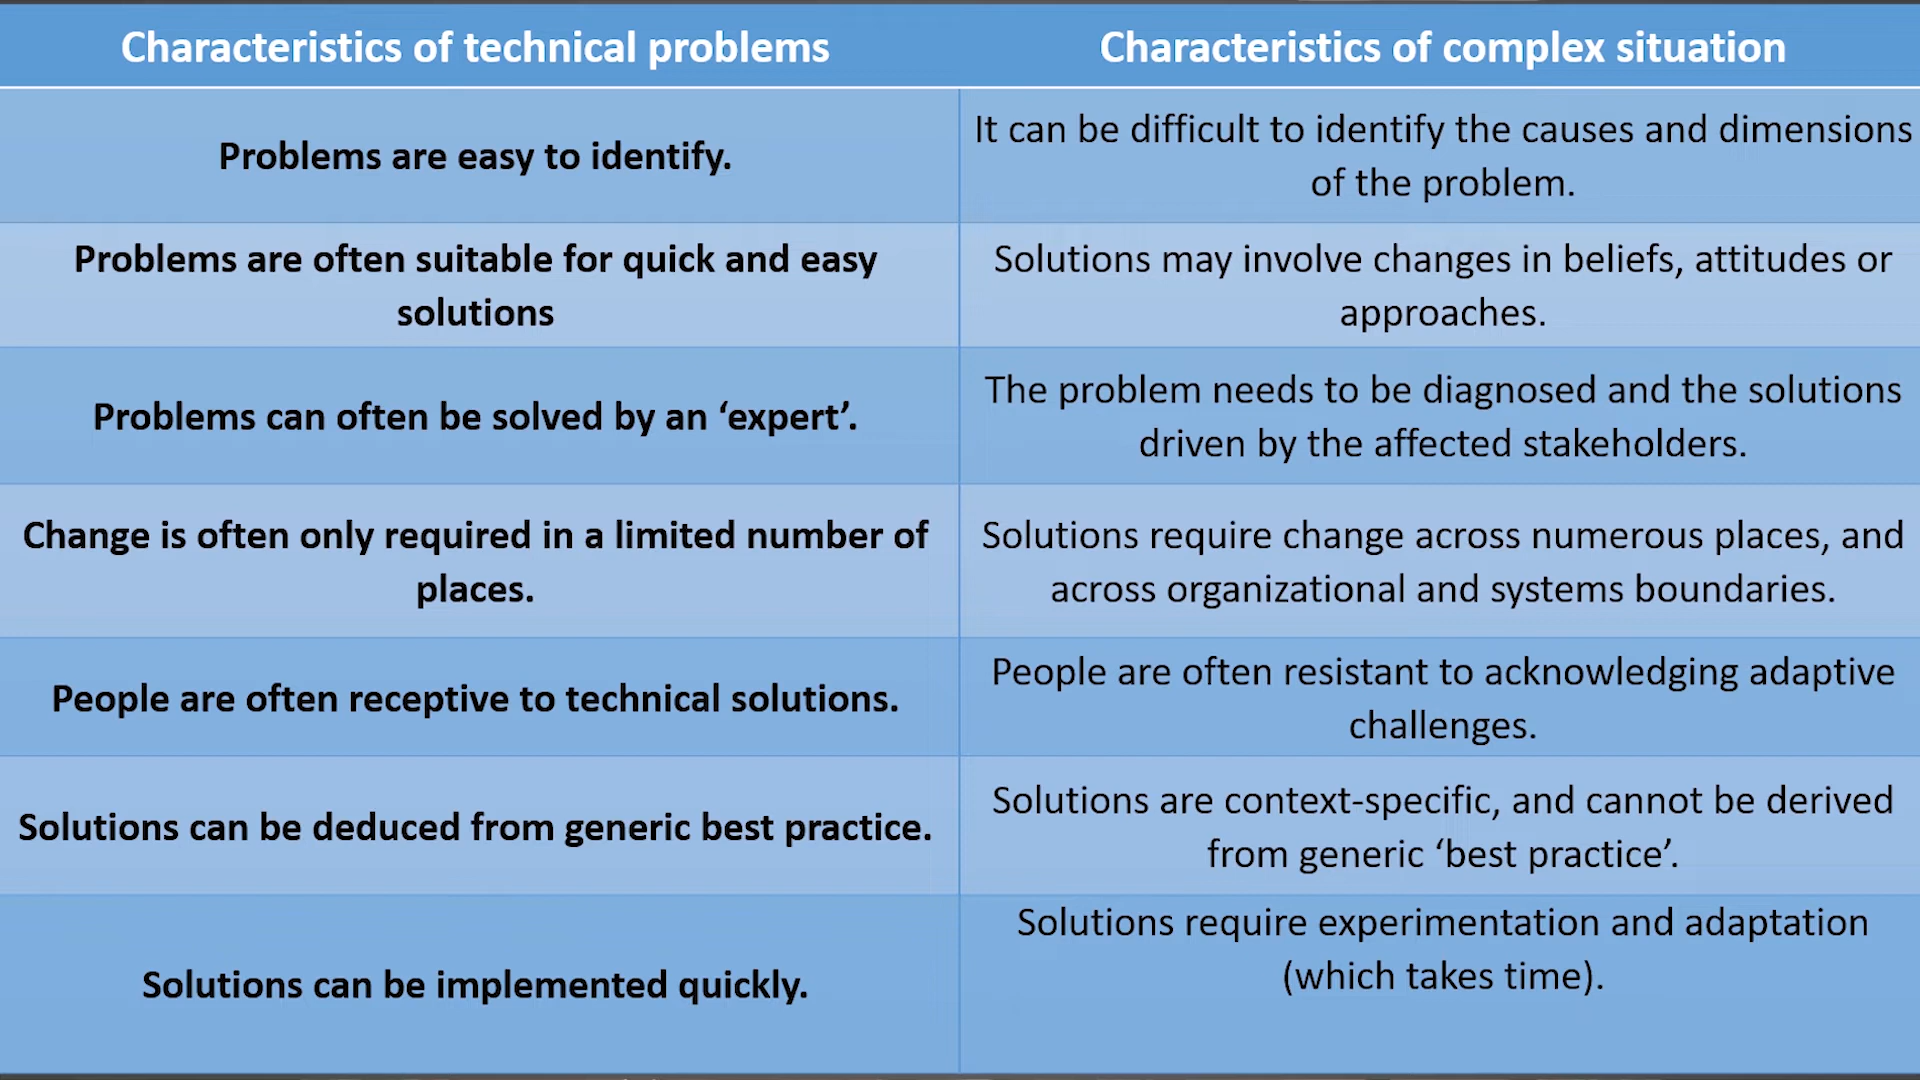 Characteristics of technical problems
Characteristics of complex situation
Problems are easy to identify.
It can be difficult to identify the causes and dimensions
of the problem.
Problems are often suitable for quick and easy
solutions
Solutions may involve changes in beliefs, attitudes or
approaches.
Problems can often be solved by an ‘expert’.
The problem needs to be diagnosed and the solutions
driven by the affected stakeholders.
Change is often only required in a limited number of
places.
Solutions require change across numerous places, and
across organizational and systems boundaries.
People are often receptive to technical solutions.
People are often resistant to acknowledging adaptive
challenges.
Solutions can be deduced from generic best practice.
Solutions are context-specific, and cannot be derived
from generic ‘best practice’.
Solutions can be implemented quickly.
Solutions require experimentation and adaptation
(which takes time).